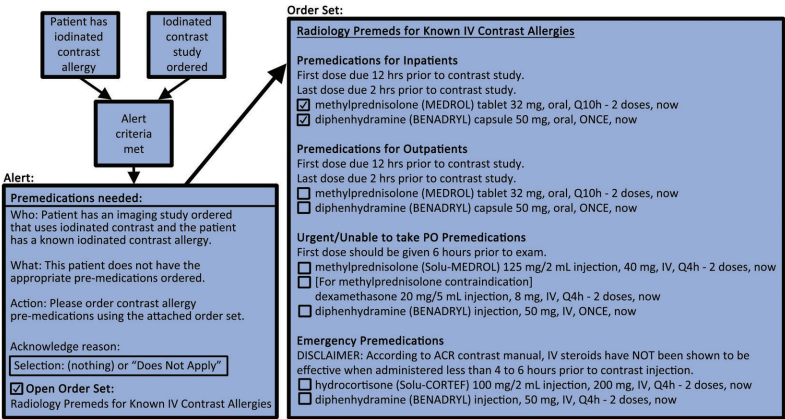 Patient has
iodinated
contrast
allergy
Iodinated
contrast
study
ordered
Alert
criteria
met
Alert:
Premedications needed:
Who: Patient has an imaging study ordered
that uses iodinated contrast and the patient
has a known iodinated contrast allergy.
What: This patient does not have the
appropriate pre-medications ordered.
Action: Please order contrast allergy
pre-medications using the attached order set.
Acknowledge reason:
Selection: (nothing) or “Does Not Apply”
Open Order Set:
Radiology Premeds for Known IV Contrast Allergies
Order Set:
Radiology Premeds for Known IV Contrast Allergies
Premedications for Inpatients
First dose due 12 hrs prior to contrast study.
Last dose due 2 hrs prior to contrast study.
methylprednisolone (MEDROL) tablet 32 mg, oral, Q10h - 2 doses, now
diphenhydramine (BENADRYL) capsule 50 mg, oral, ONCE, now
Premedications for Outpatients
First dose due 12 hrs prior to contrast study.
Last dose due 2 hrs prior to contrast study.
methylprednisolone (MEDROL) tablet 32 mg, oral, Q10h - 2 doses, now
diphenhydramine (BENADRYL) capsule 50 mg, oral, ONCE, now
Urgent/Unable to take PO Premedications
First dose should be given 6 hours prior to exam.
methylprednisolone (Solu-MEDROL) 125 mg/2 mL injection, 40 mg, IV, Q4h - 2 doses, now
[For methylprednisolone contraindication]
dexamethasone 20 mg/5 mL injection, 8 mg, IV, Q4h - 2 doses, now
diphenhydramine (BENADRYL) injection, 50 mg, IV, ONCE, now
Emergency Premedications
DISCLAIMER: According to ACR contrast manual, IV steroids have NOT been shown to be
effective when administered less than 4 to 6 hours prior to contrast injection.
hydrocortisone (Solu-CORTEF) 100 mg/2 mL injection, 200 mg, IV, Q4h - 2 doses, now
diphenhydramine (BENADRYL) injection, 50 mg, IV, Q4h - 2 doses, now